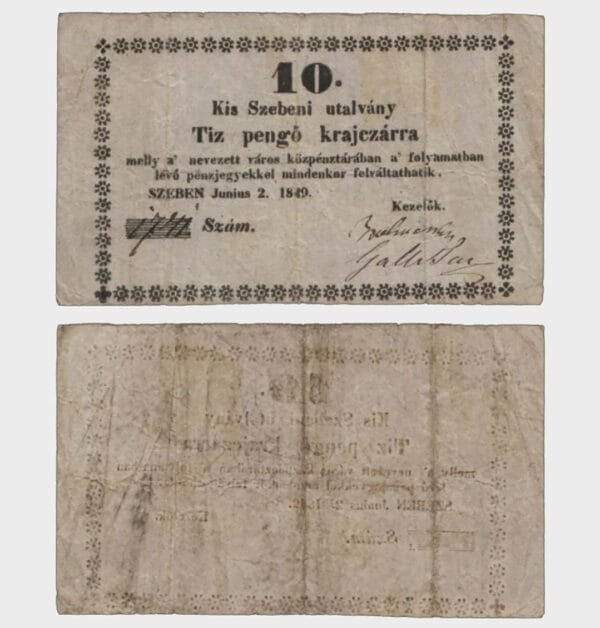 10.
Kis Szebeni utalvány
Tiz pengő krajczárra
melly a' nevezett város közpénztárában a' folyamatban
lévő pénzjegyekkel mindenkor felváltathatik.
SZEBEN Junius 2. 1849.
Kezelők.
Szám.